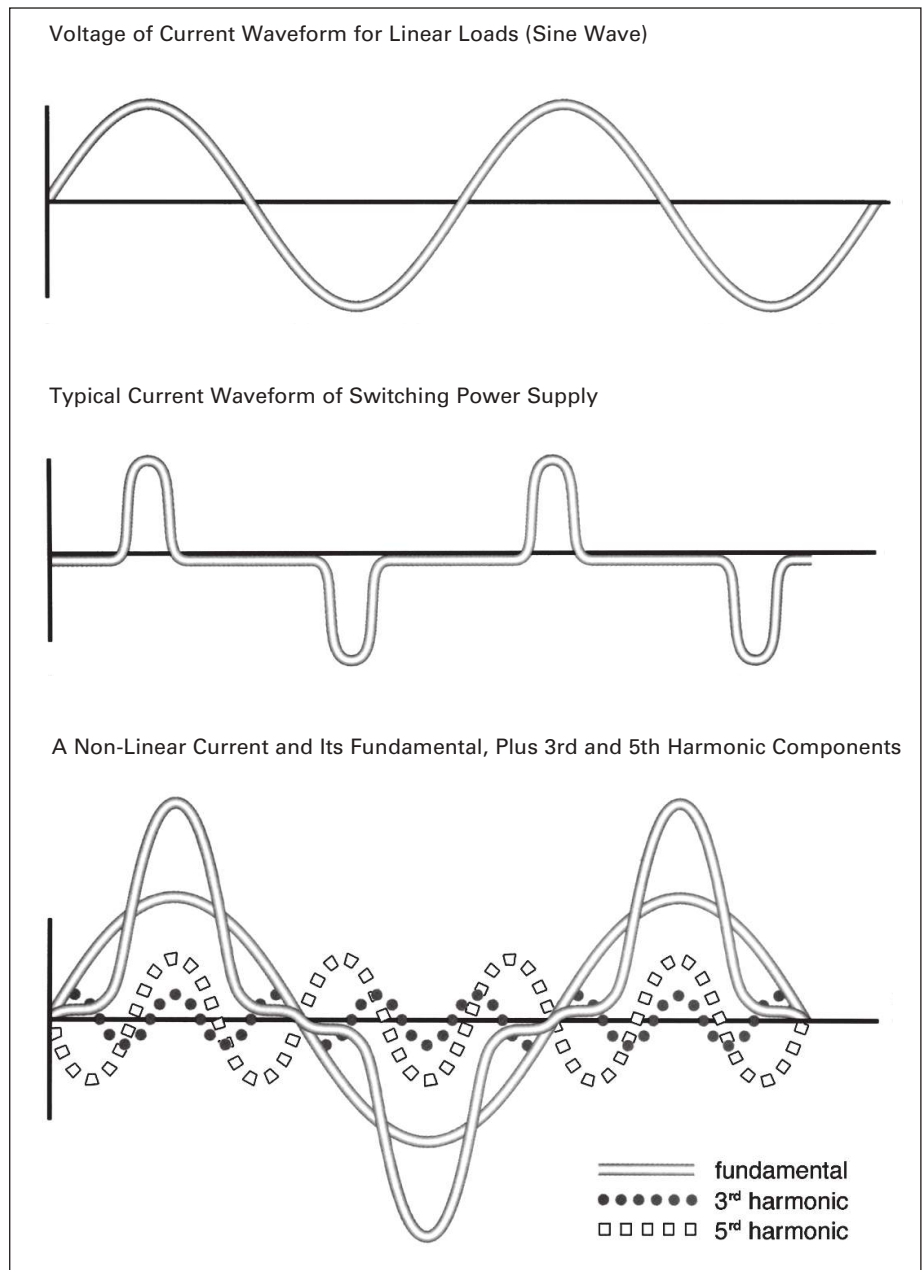 Voltage of Current Waveform for Linear Loads (Sine Wave)
Typical Current Waveform of Switching Power Supply
A Non-Linear Current and Its Fundamental, Plus 3rd and 5th Harmonic Components
fundamental
3rd harmonic
5rd harmonic